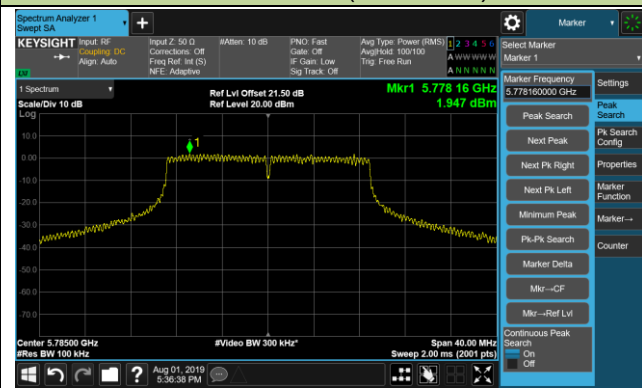 Spectrum Analyzer 1
Swept SA
Marker
KEYSIGHT
Input: RF
Coupling: DC
Align: Auto
Input Z: 50 Ω
Corrections: Off
Freq Ref: Int (S)
NFE: Adaptive
#Atten: 10 dB
PNO: Fast
Gate: Off
IF Gain: Low
Sig Track: Off
Avg Type: Power (RMS)
Avg|Hold: 100/100
Trig: Free Run
1 2 3 4 5 6
A W W W W W
A N N N N N
Select Marker
Marker 1
LW
1 Spectrum
Scale/Div 10 dB
Log
Ref Lvl Offset 21.50 dB
Ref Level 20.00 dBm
Mkr1 5.778 16 GHz
1.947 dBm
Marker Frequency
5.778160000 GHz
Peak Search
Next Peak
Next Pk Right
Next Pk Left
Minimum Peak
Pk-Pk Search
Marker Delta
Mkr→CF
Mkr→Ref Lvl
Continuous Peak
Search
On
Off
Settings
Peak
Search
Pk Search
Config
Properties
Marker
Function
Marker→
Counter
10.0
0.00
-10.0
-20.0
-30.0
-40.0
-50.0
-60.0
-70.0
1
Center 5.78500 GHz
#Res BW 100 kHz
#Video BW 300 kHz*
Span 40.00 MHz
Sweep 2.00 ms (2001 pts)
?
Aug 01, 2019
5:36:38 PM